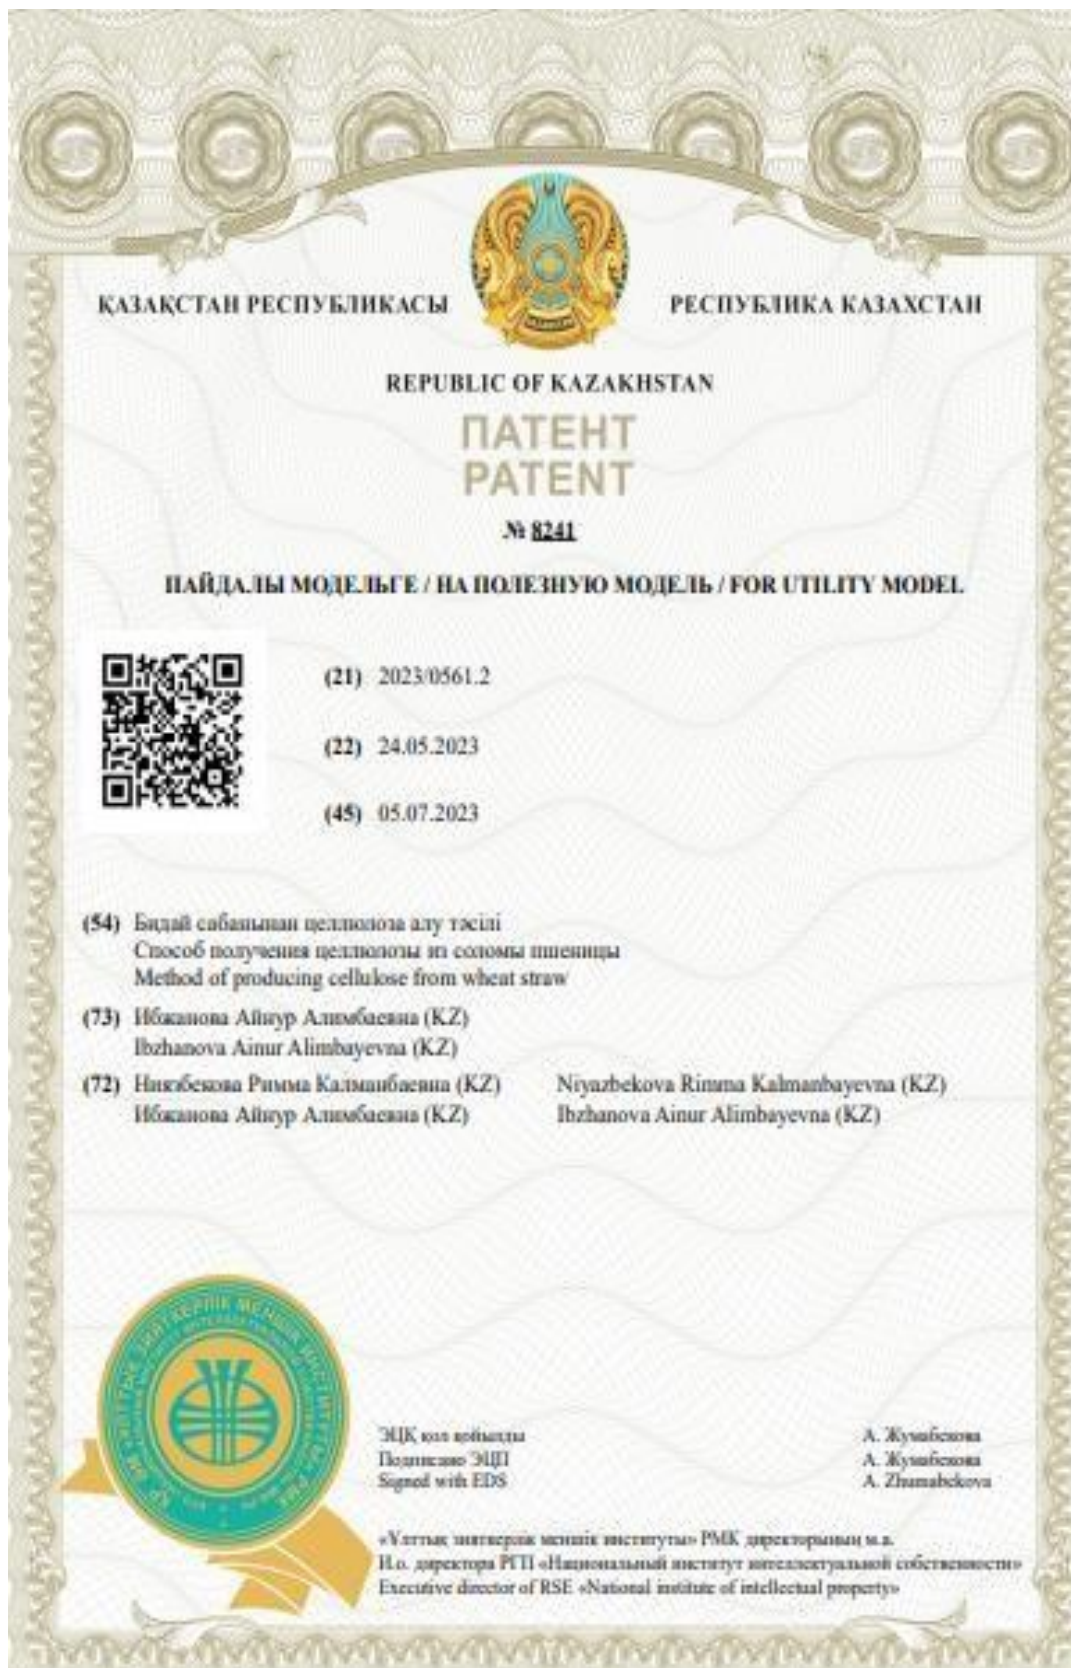 ҚАЗАҚСТАН РЕСПУБЛИКАСЫ
РЕСПУБЛИКА КАЗАХСТАН
REPUBLIC OF KAZAKHSTAN
ПАТЕНТ
PATENT
№ 8241
ПАЙДАЛЫ МОДЕЛЬГЕ / НА ПОЛЕЗНУЮ МОДЕЛЬ / FOR UTILITY MODEL
(21) 2023/0561.2
(22) 24.05.2023
(45) 05.07.2023
(54) Бидай сабанынан целлюлоза алу тәсілі
Способ получения целлюлозы из соломы пшеницы
Method of producing cellulose from wheat straw
(73) Ибжанова Айнур Алимбаевна (KZ)
Ibzhanova Ainur Alimbayevna (KZ)
(72) Ниязбекова Римма Калманбаевна (KZ) Niyazbekova Rimma Kalmanbayevna (KZ)
Ибжанова Айнур Алимбаевна (KZ) Ibzhanova Ainur Alimbayevna (KZ)
ЭЦҚ қол қойылды А. Жумабекова
Подписано ЭЦП А. Жумабекова
Signed with EDS A. Zhumabekova
«Ұлттық зияткерлік меншік институты» РМК директорының м.а.
И.о. директора РГП «Национальный институт интеллектуальной собственности»
Executive director of RSE «National institute of intellectual property»